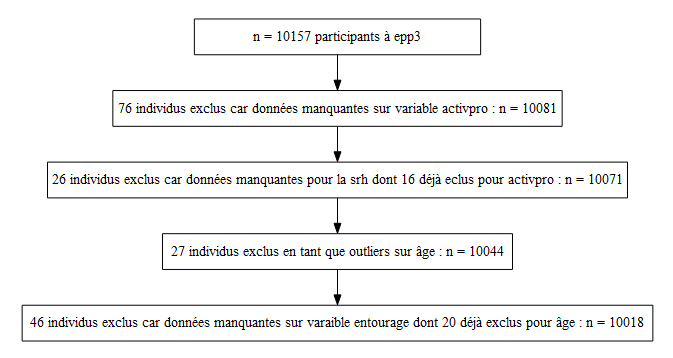 n = 10157 participants à epp3
76 individus exclus car données manquantes sur variable activpro : n = 10081
26 individus exclus car données manquantes pour la srh dont 16 déjà eclus pour activpro : n = 10071
27 individus exclus en tant que outliers sur âge : n = 10044
46 individus exclus car données manquantes sur varaible entourage dont 20 déjà exclus pour âge : n = 10018